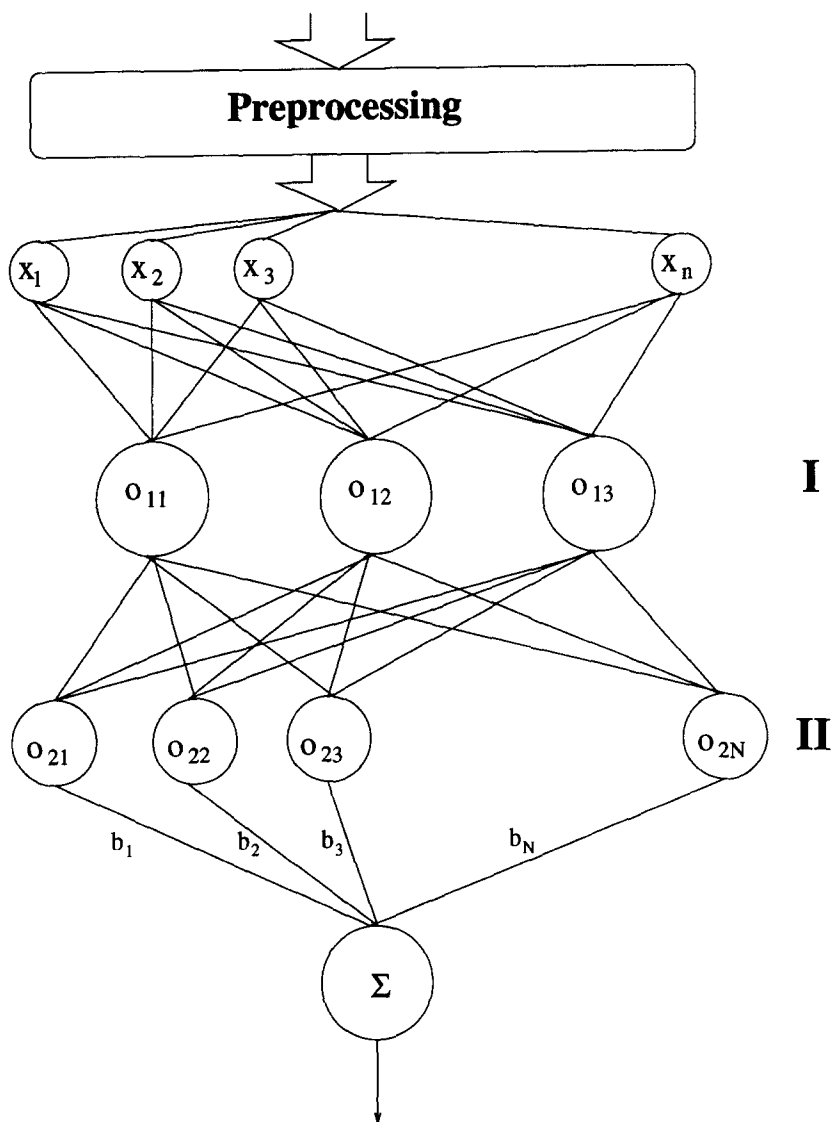 Preprocessing
x₁ x₂ x₃ xₙ
o₁₁ o₁₂ o₁₃ I
o₂₁ o₂₂ o₂₃ o₂N II
b₁ b₂ b₃ bN
Σ